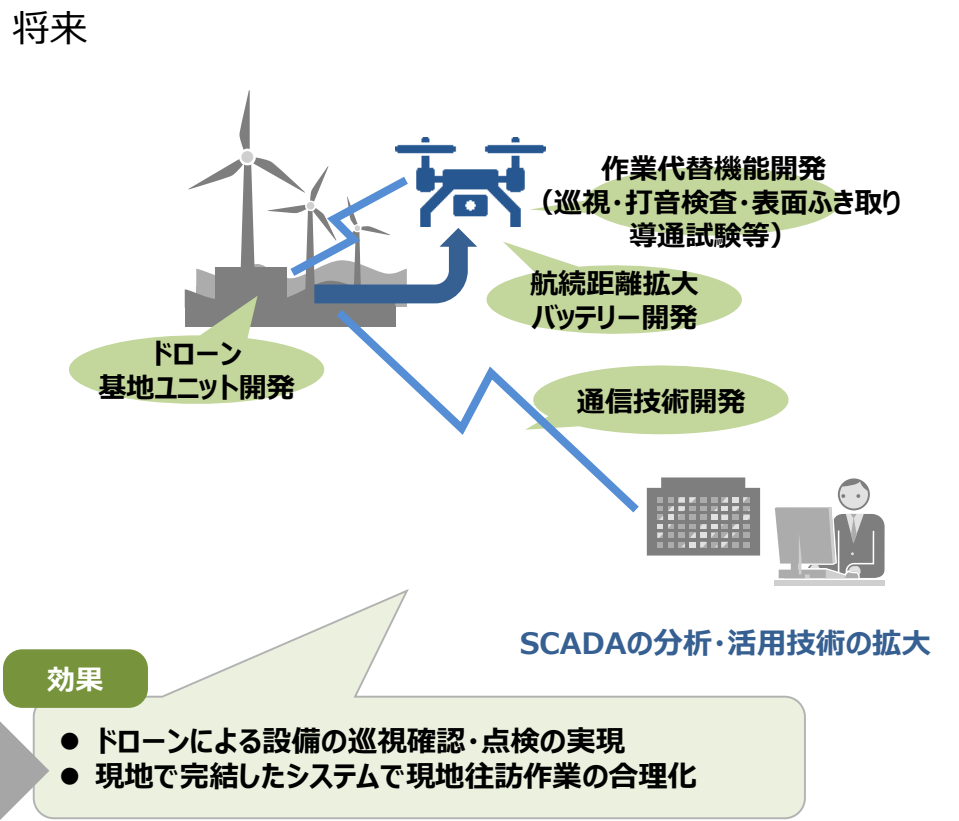 将来
作業代替機能開発
（巡視･打音検査･表面ふき取り
導通試験等）
航続距離拡大
バッテリー開発
ドローン
基地ユニット開発
通信技術開発
SCADAの分析･活用技術の拡大
効果
● ドローンによる設備の巡視確認･点検の実現
● 現地で完結したシステムで現地往訪作業の合理化